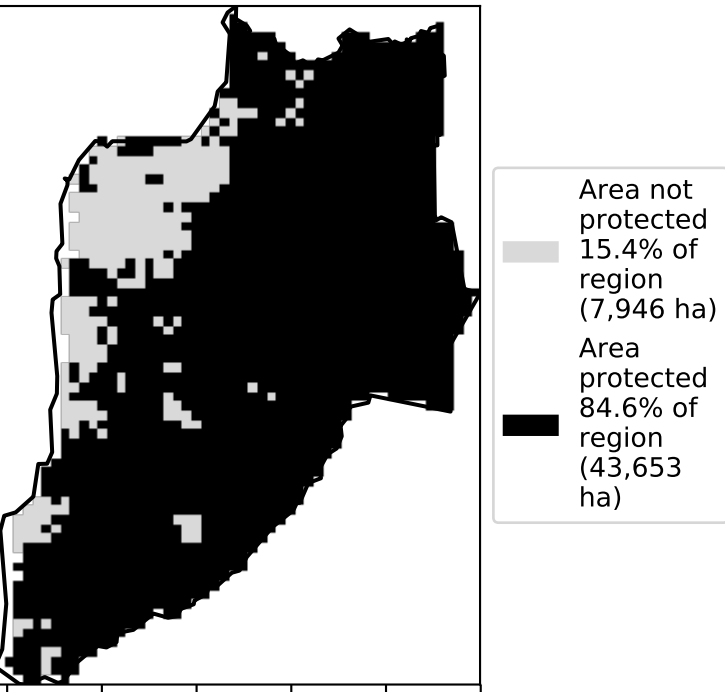 Area not
protected
15.4% of
region
(7,946 ha)
Area
protected
84.6% of
region
(43,653
ha)